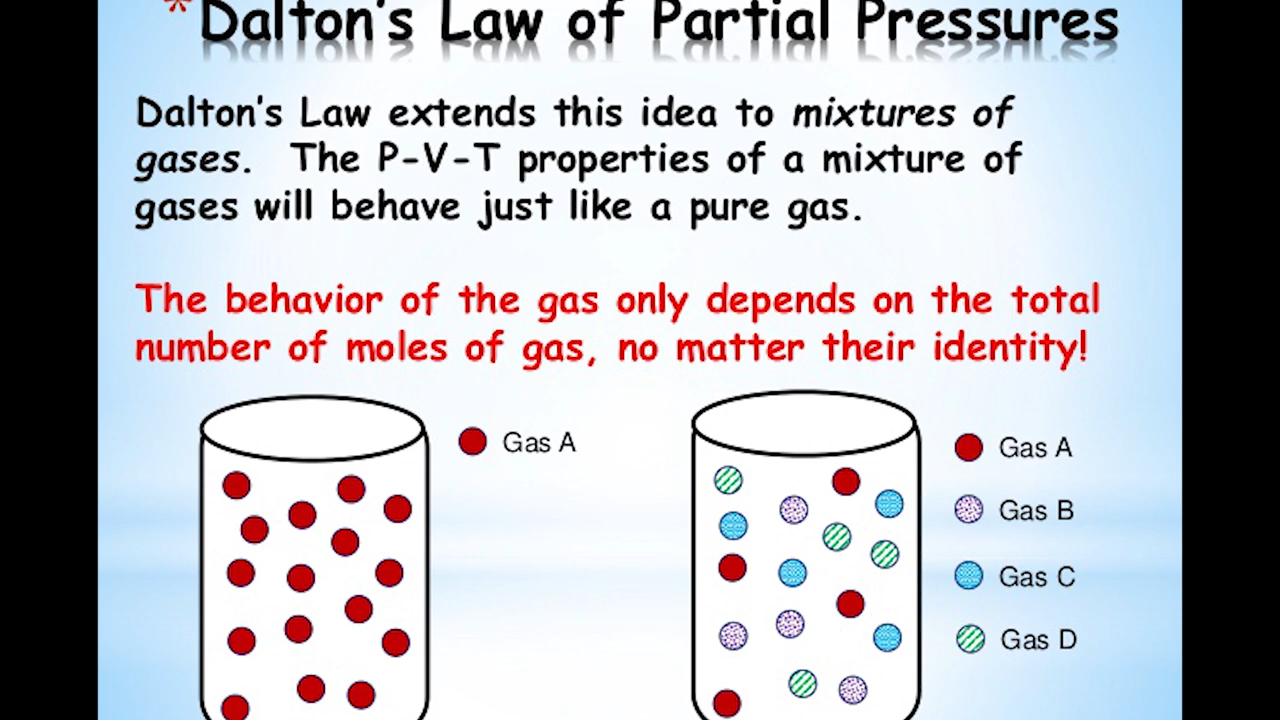 *Dalton's Law of Partial Pressures
Dalton's Law extends this idea to mixtures of
gases. The P-V-T properties of a mixture of
gases will behave just like a pure gas.
The behavior of the gas only depends on the total
number of moles of gas, no matter their identity!
Gas A
Gas A
Gas B
Gas C
Gas D